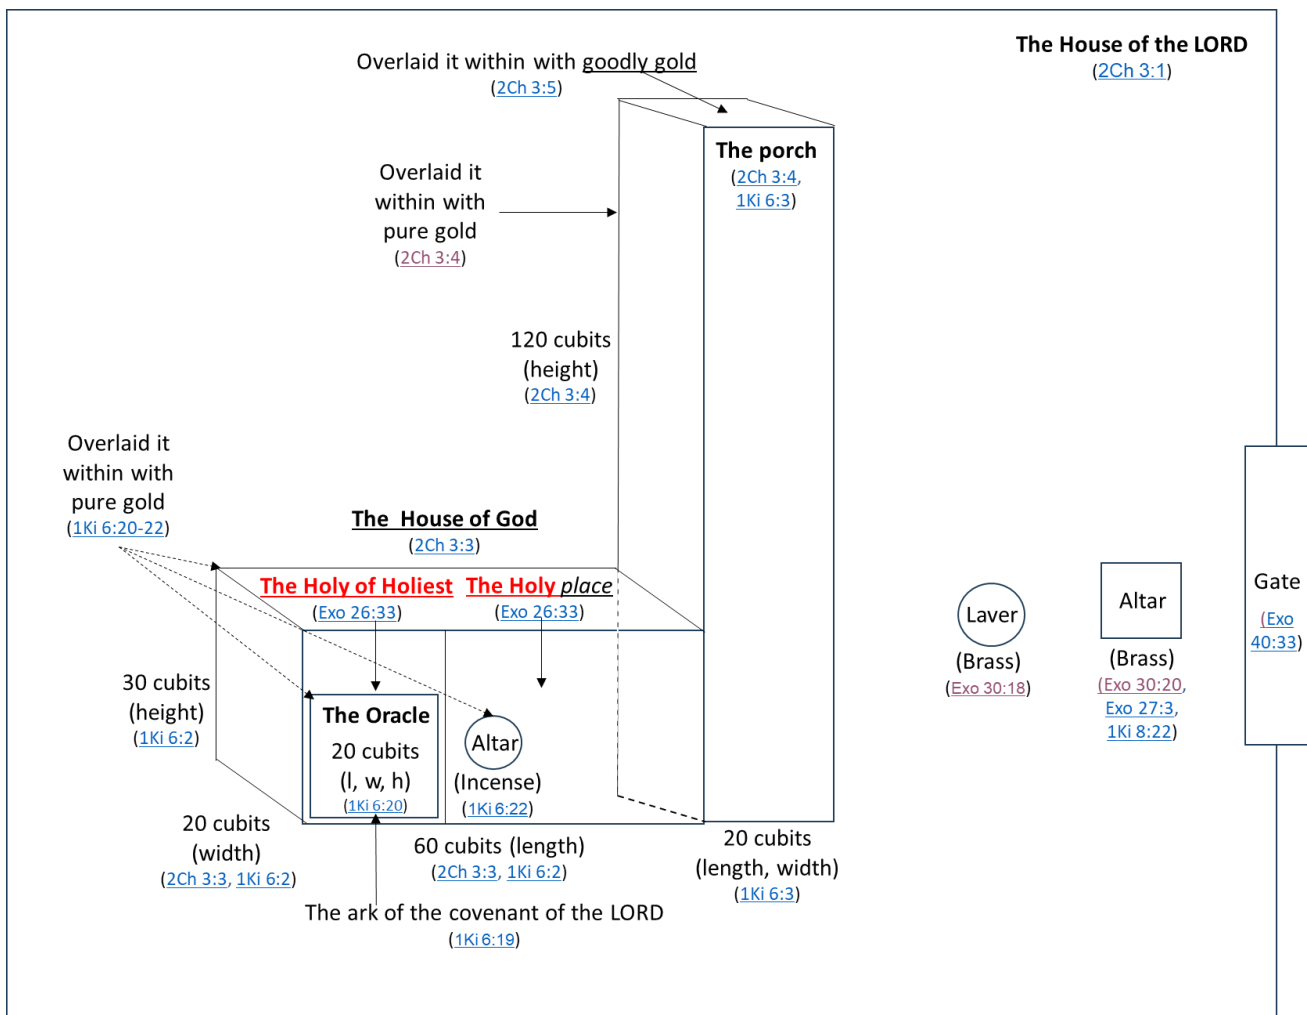 The House of the LORD
(2Ch 3:1)
Overlaid it within with goodly gold
(2Ch 3:5)
The porch
(2Ch 3:4,
1Ki 6:3)
Overlaid it
within with
pure gold
(2Ch 3:4)
120 cubits
(height)
(2Ch 3:4)
Overlaid it
within with
pure gold
(1Ki 6:20-22)
The House of God
(2Ch 3:3)
The Holy of Holiest
(Exo 26:33)
The Holy place
(Exo 26:33)
30 cubits
(height)
(1Ki 6:2)
The Oracle
20 cubits
(l, w, h)
(1Ki 6:20)
Altar
(Incense)
(1Ki 6:22)
20 cubits
(width)
(2Ch 3:3, 1Ki 6:2)
60 cubits (length)
(2Ch 3:3, 1Ki 6:2)
20 cubits
(length, width)
(1Ki 6:3)
The ark of the covenant of the LORD
(1Ki 6:19)
Laver
(Brass)
(Exo 30:18)
Altar
(Brass)
(Exo 30:20,
Exo 27:3,
1Ki 8:22)
Gate
(Exo
40:33)